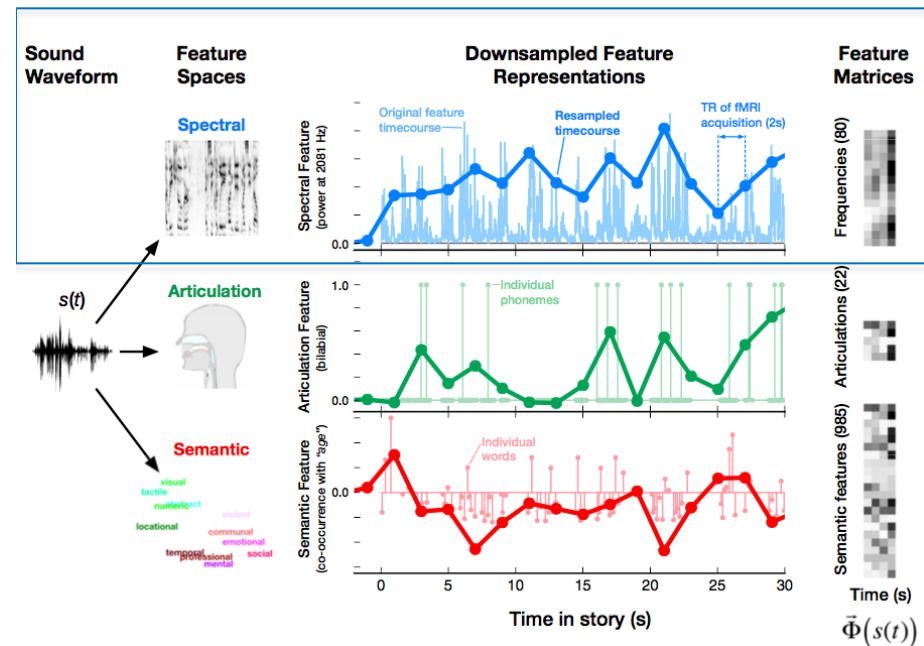 Sound
Waveform
Feature
Spaces
Downsampled Feature
Representations
Feature
Matrices
Spectral
Spectral Feature
(power at 2081 Hz)
0.0
Original feature
timecourse
Resampled
timecourse
TR of fMRI
acquisition (2s)
Frequencies (80)
s(t)
Articulation
Articulation Feature
(bilabial)
1.0
0.0
Individual
phonemes
Articulations (22)
Semantic
visual
tactile
abstract
numeric
violent
locational
communal
emotional
temporal
social
professional
mental
Semantic Feature
(co-occurrence with "age")
0.0
Individual
words
Semantic features (985)
0 5 10 15 20 25 30
Time in story (s)
Time (s)
Φ⃗(s(t))